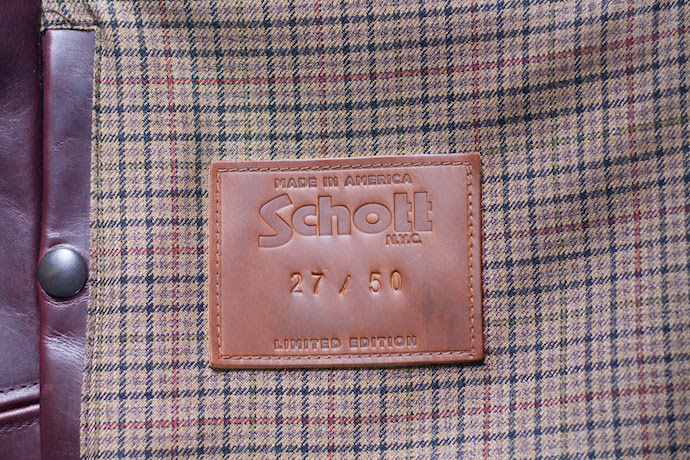 MADE IN AMERICA
Schott
N.Y.C.
27 / 50
LIMITED EDITION